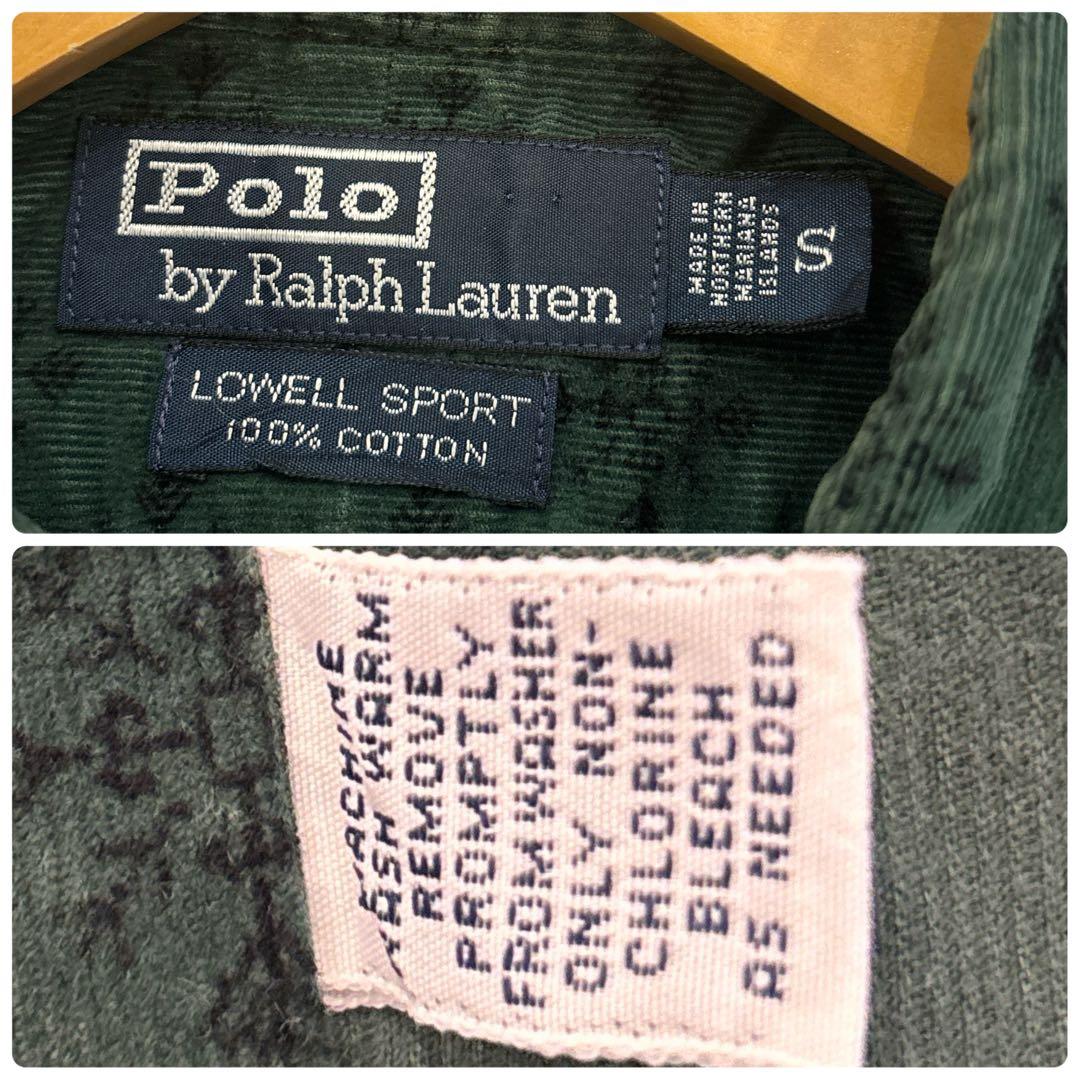 Polo
by Ralph Lauren
MADE IN
NORTHERN
MARIANA
ISLANDS
S
LOWELL SPORT
100% COTTON
MACHINE
WASH WARM
REMOVE
PROMPTLY
FROM WASHER
ONLY NON-
CHLORINE
BLEACH
AS NEEDED